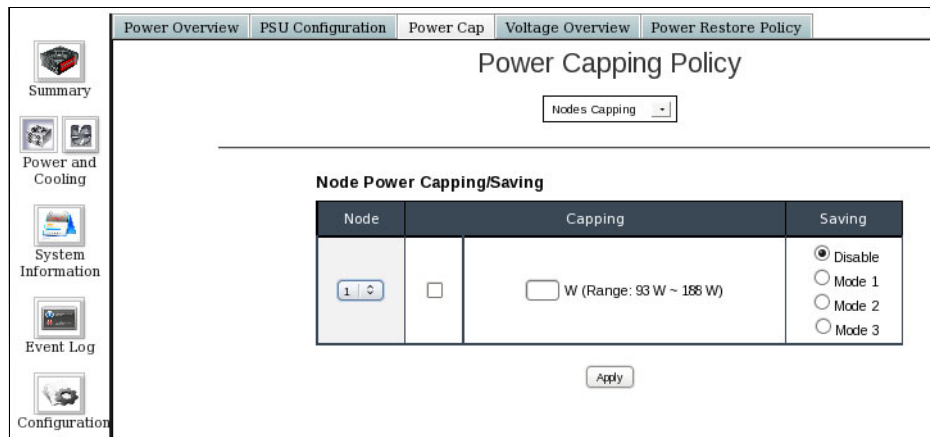 Power Overview PSU Configuration Power Cap Voltage Overview Power Restore Policy
Summary
Power and
Cooling
System
Information
Event Log
Configuration
Power Capping Policy
Nodes Capping
Node Power Capping/Saving
Node Capping Saving
1 W (Range: 93 W ~ 188 W)
Disable
Mode 1
Mode 2
Mode 3
Apply